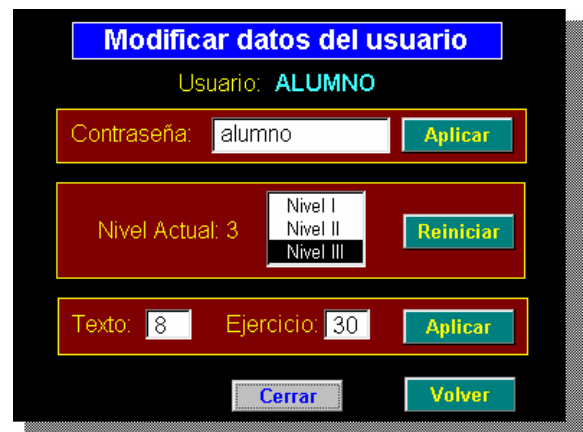 Modificar datos del usuario
Usuario: ALUMNO
Contraseña: alumno Aplicar
Nivel I
Nivel Actual: 3 Nivel II Reiniciar
Nivel III
Texto: 8 Ejercicio: 30 Aplicar
Cerrar Volver